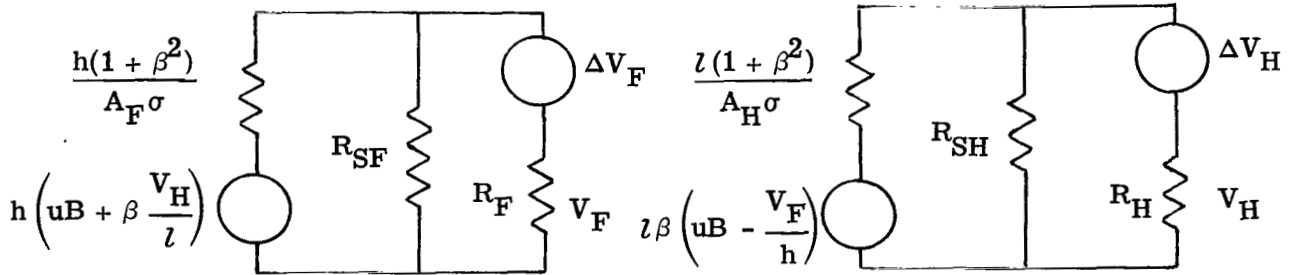 h(1 + β²)
A_F σ
h(uB + β V_H/l)
R_SF
ΔV_F
R_F
V_F
l(1 + β²)
A_H σ
lβ(uB - V_F/h)
R_SH
ΔV_H
R_H
V_H